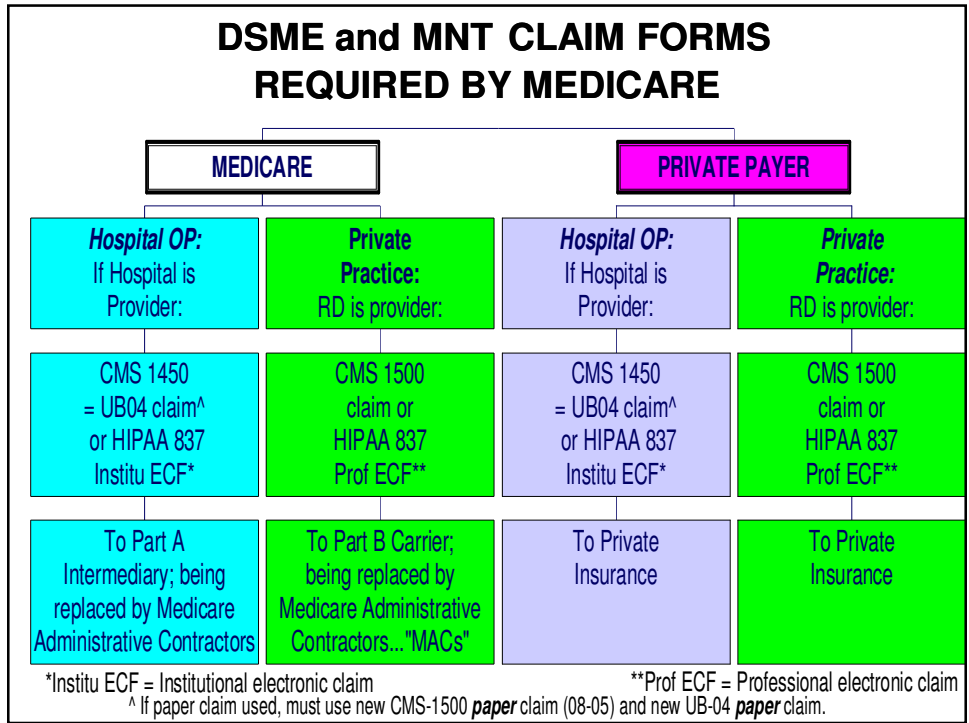 DSME and MNT CLAIM FORMS
REQUIRED BY MEDICARE
MEDICARE
PRIVATE PAYER
Hospital OP:
If Hospital is
Provider:
Private
Practice:
RD is provider:
Hospital OP:
If Hospital is
Provider:
Private
Practice:
RD is provider:
CMS 1450
= UB04 claim^
or HIPAA 837
Institu ECF*
CMS 1500
claim or
HIPAA 837
Prof ECF**
CMS 1450
= UB04 claim^
or HIPAA 837
Institu ECF*
CMS 1500
claim or
HIPAA 837
Prof ECF**
To Part A
Intermediary; being
replaced by Medicare
Administrative Contractors
To Part B Carrier;
being replaced by
Medicare Administrative
Contractors..."MACs"
To Private
Insurance
To Private
Insurance
*Institu ECF = Institutional electronic claim
**Prof ECF = Professional electronic claim
^ If paper claim used, must use new CMS-1500 paper claim (08-05) and new UB-04 paper claim.